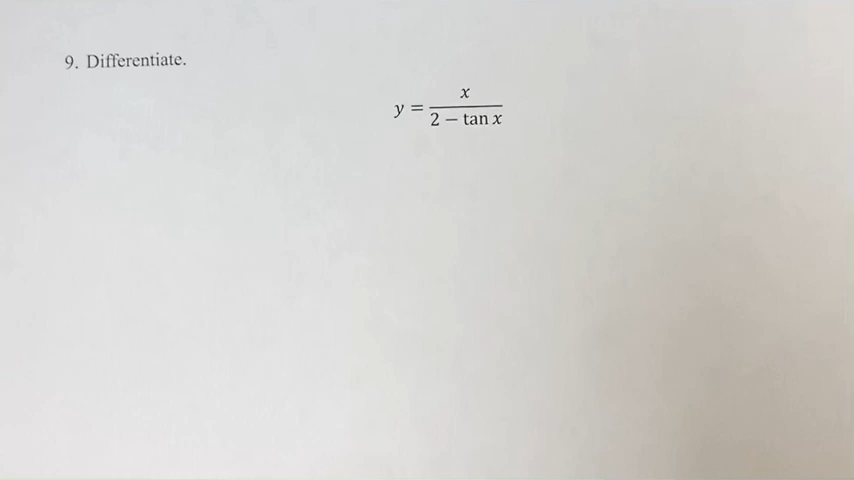 9. Differentiate.
y = x / (2 − tan x)